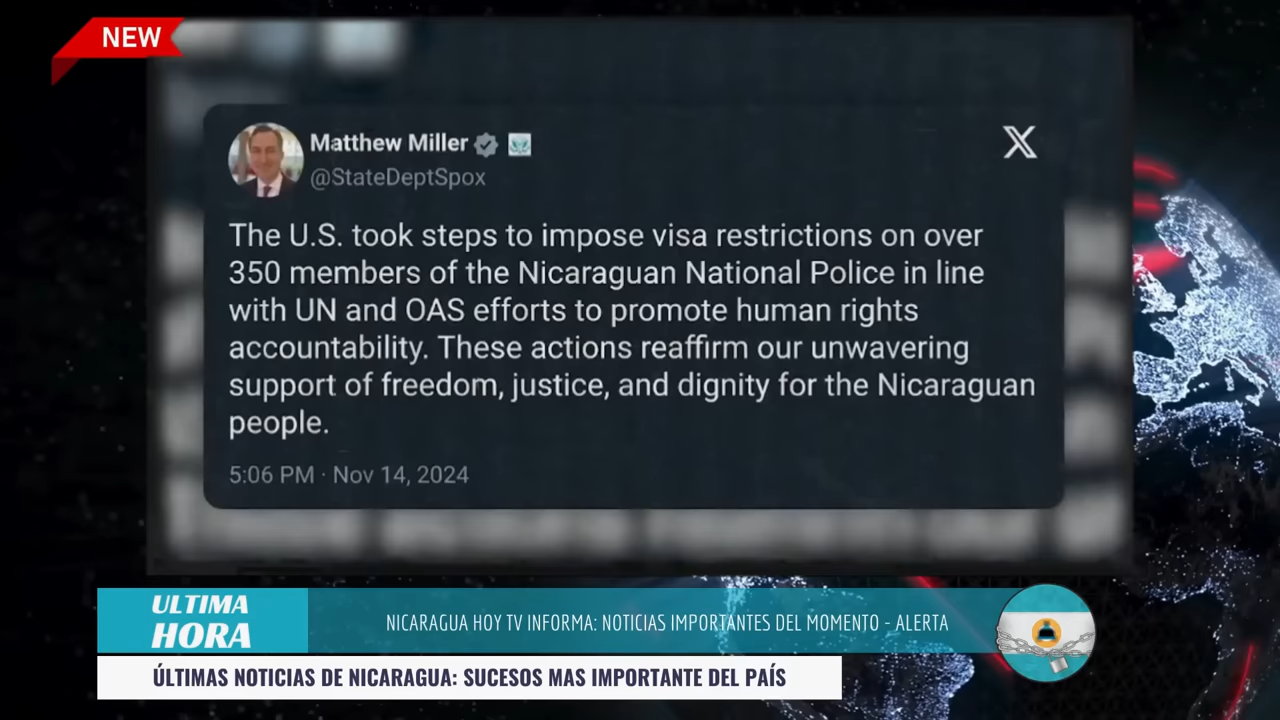 NEW
Matthew Miller
@StateDeptSpox
The U.S. took steps to impose visa restrictions on over
350 members of the Nicaraguan National Police in line
with UN and OAS efforts to promote human rights
accountability. These actions reaffirm our unwavering
support of freedom, justice, and dignity for the Nicaraguan
people.
5:06 PM · Nov 14, 2024
ULTIMA
HORA
NICARAGUA HOY TV INFORMA: NOTICIAS IMPORTANTES DEL MOMENTO - ALERTA
ÚLTIMAS NOTICIAS DE NICARAGUA: SUCESOS MAS IMPORTANTE DEL PAÍS